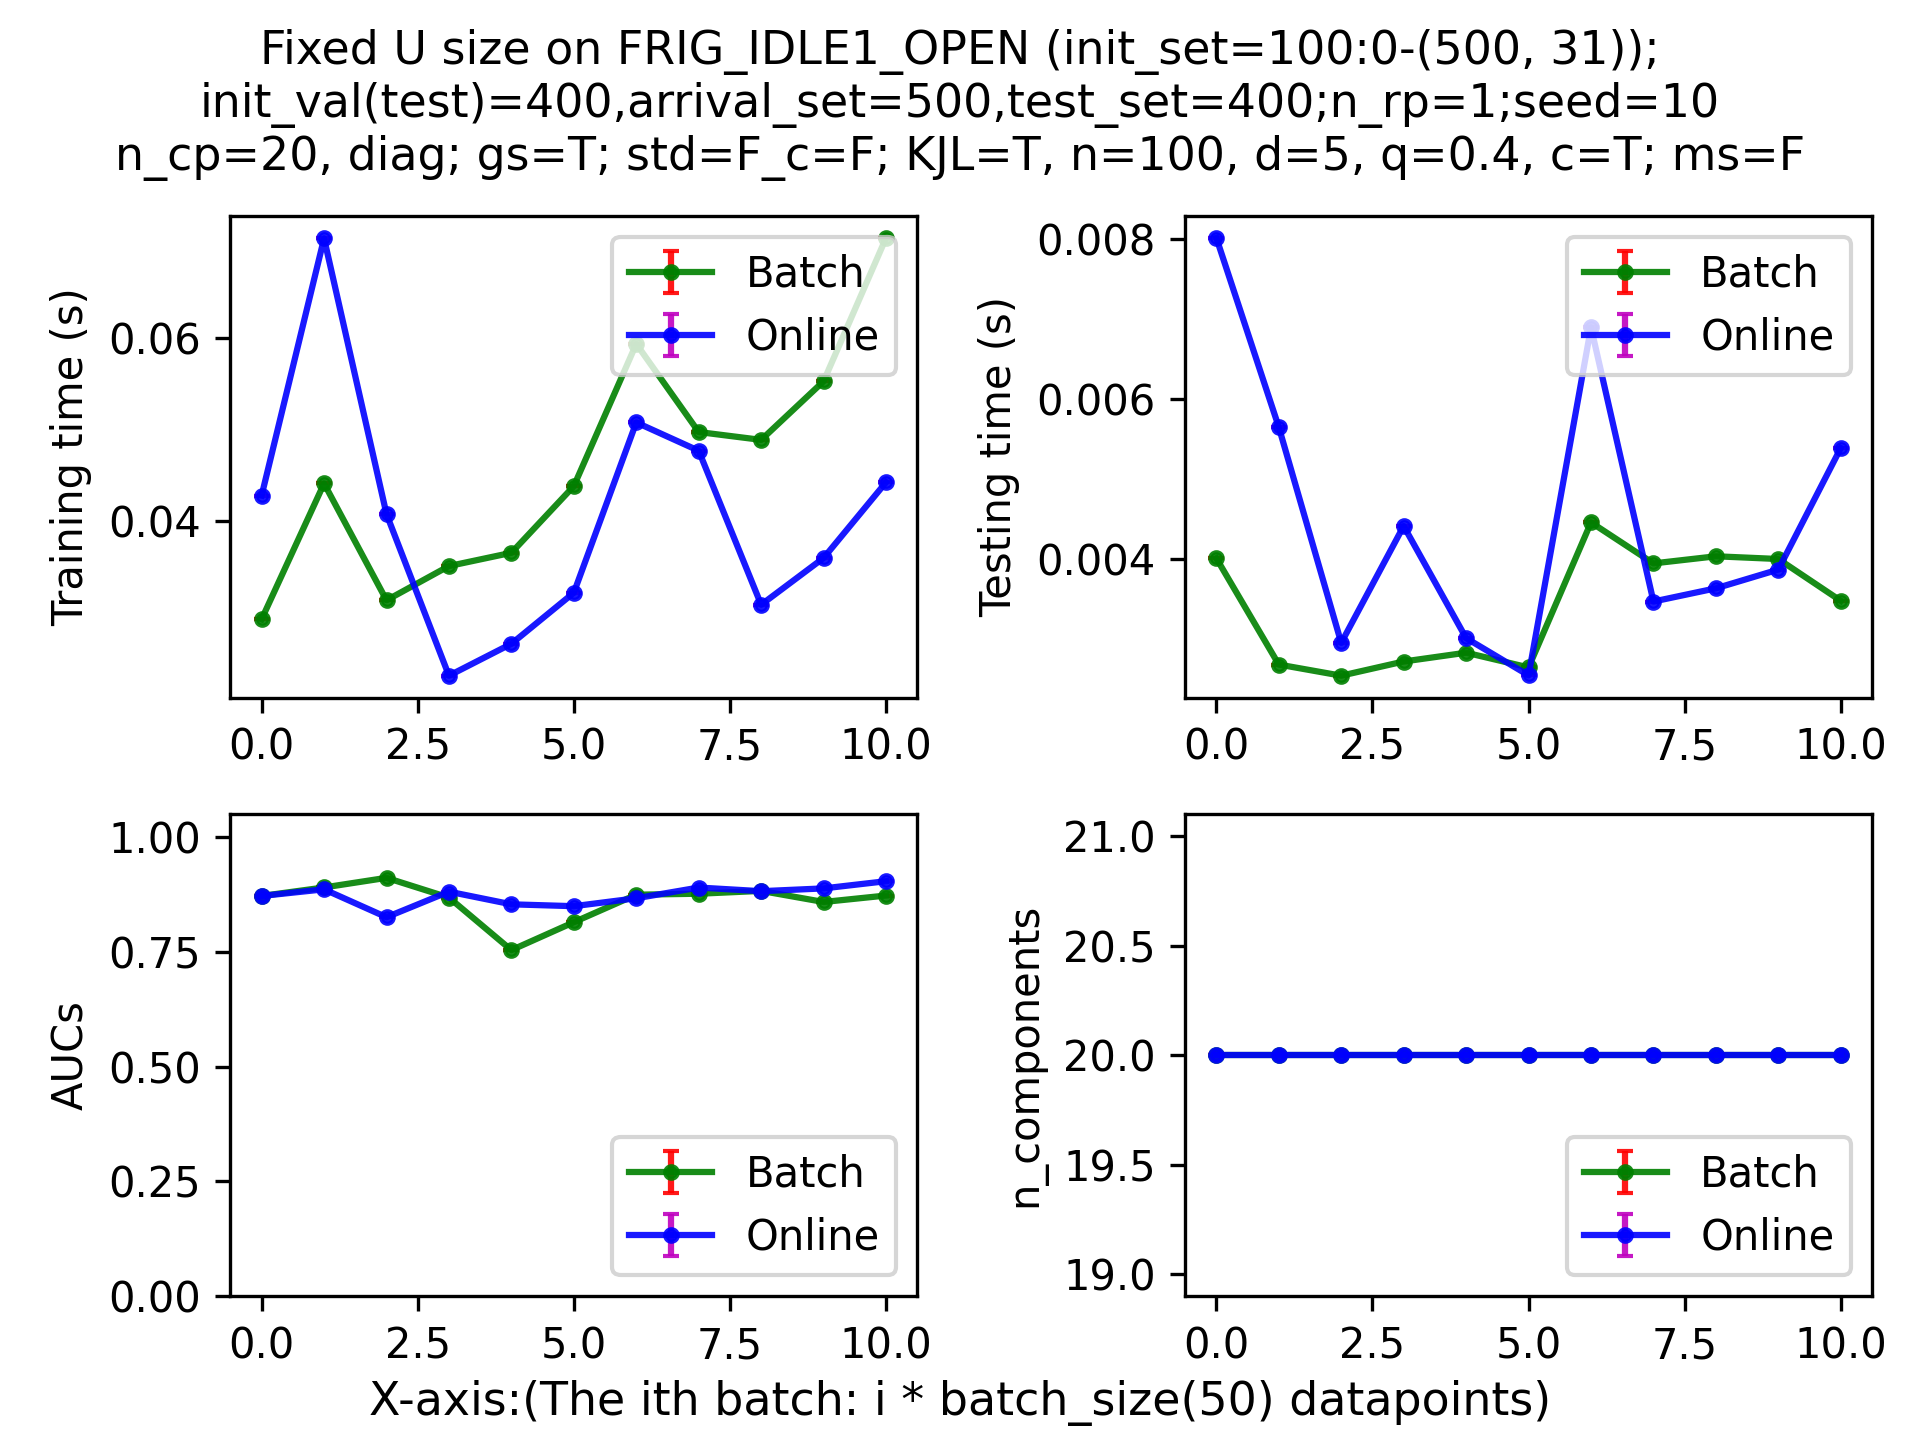 Fixed U size on FRIG_IDLE1_OPEN (init_set=100:0-(500, 31));
init_val(test)=400,arrival_set=500,test_set=400;n_rp=1;seed=10
n_cp=20, diag; gs=T; std=F_c=F; KJL=T, n=100, d=5, q=0.4, c=T; ms=F
Training time (s)
0.06
0.04
Batch
Online
0.0 2.5 5.0 7.5 10.0
Testing time (s)
0.008
0.006
0.004
Batch
Online
0.0 2.5 5.0 7.5 10.0
AUCs
1.00
0.75
0.50
0.25
0.00
Batch
Online
0.0 2.5 5.0 7.5 10.0
n_components
21.0
20.5
20.0
19.5
19.0
Batch
Online
0.0 2.5 5.0 7.5 10.0
X-axis:(The ith batch: i * batch_size(50) datapoints)